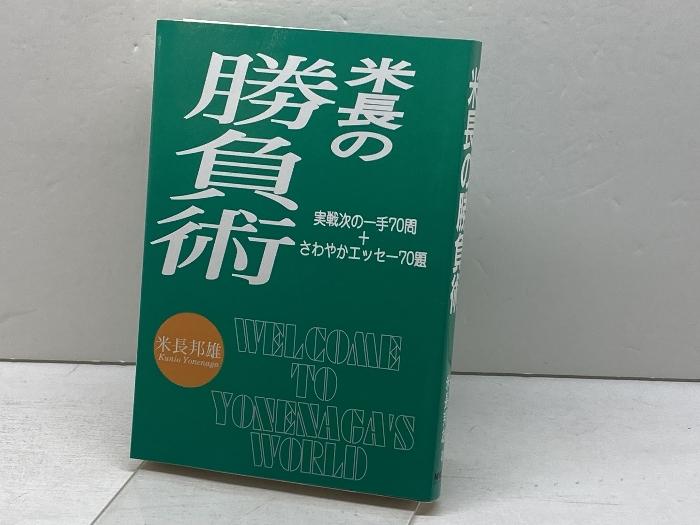 米長の
勝負術
実戦次の一手70問
+
さわやかエッセー70題
米長邦雄
Kunio Yonenaga
WELCOME
TO
YONENAGA'S
WORLD
米長の勝負術